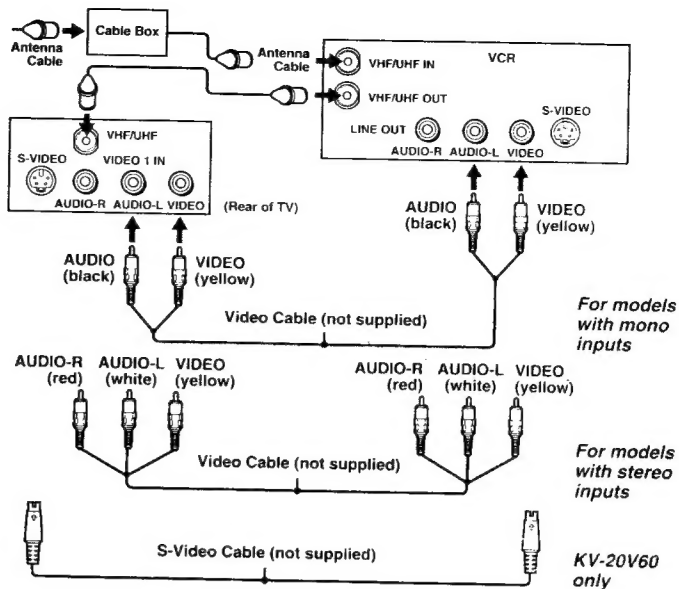 Cable Box
Antenna
Cable
Antenna
Cable
VHF/UHF IN
VCR
VHF/UHF OUT
S-VIDEO
LINE OUT
AUDIO-R AUDIO-L VIDEO
VHF/UHF
S-VIDEO
VIDEO 1 IN
AUDIO-R AUDIO-L VIDEO
(Rear of TV)
AUDIO
(black)
VIDEO
(yellow)
AUDIO
(black)
VIDEO
(yellow)
Video Cable (not supplied)
For models
with mono
inputs
AUDIO-R
(red)
AUDIO-L
(white)
VIDEO
(yellow)
AUDIO-R
(red)
AUDIO-L
(white)
VIDEO
(yellow)
Video Cable (not supplied)
For models
with stereo
inputs
S-Video Cable (not supplied)
KV-20V60
only